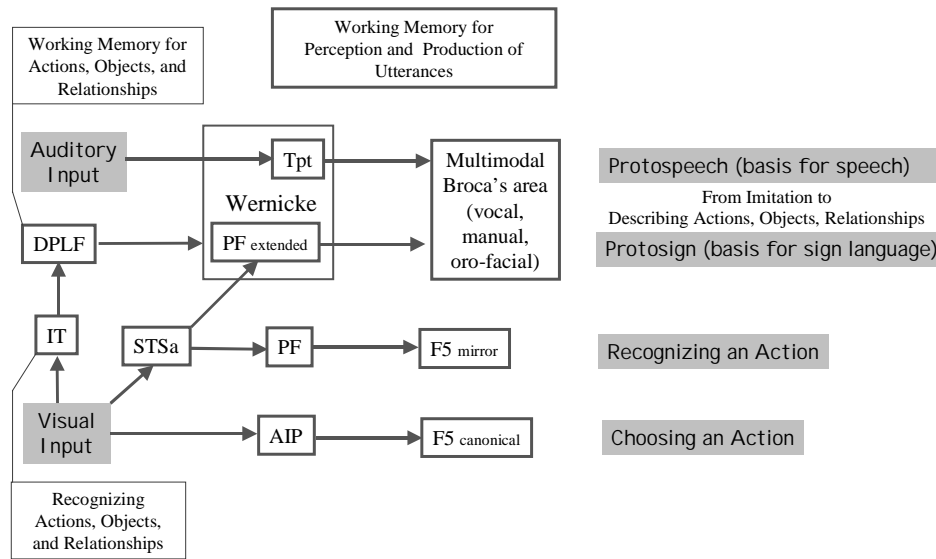 Working Memory for
Actions, Objects, and
Relationships
Working Memory for
Perception and Production of
Utterances
Auditory
Input
Tpt
Wernicke
PF extended
Multimodal
Broca's area
(vocal,
manual,
oro-facial)
Protospeech (basis for speech)
From Imitation to
Describing Actions, Objects, Relationships
Protosign (basis for sign language)
DPLF
IT
STSa
PF
F5 mirror
Recognizing an Action
Visual
Input
AIP
F5 canonical
Choosing an Action
Recognizing
Actions, Objects,
and Relationships